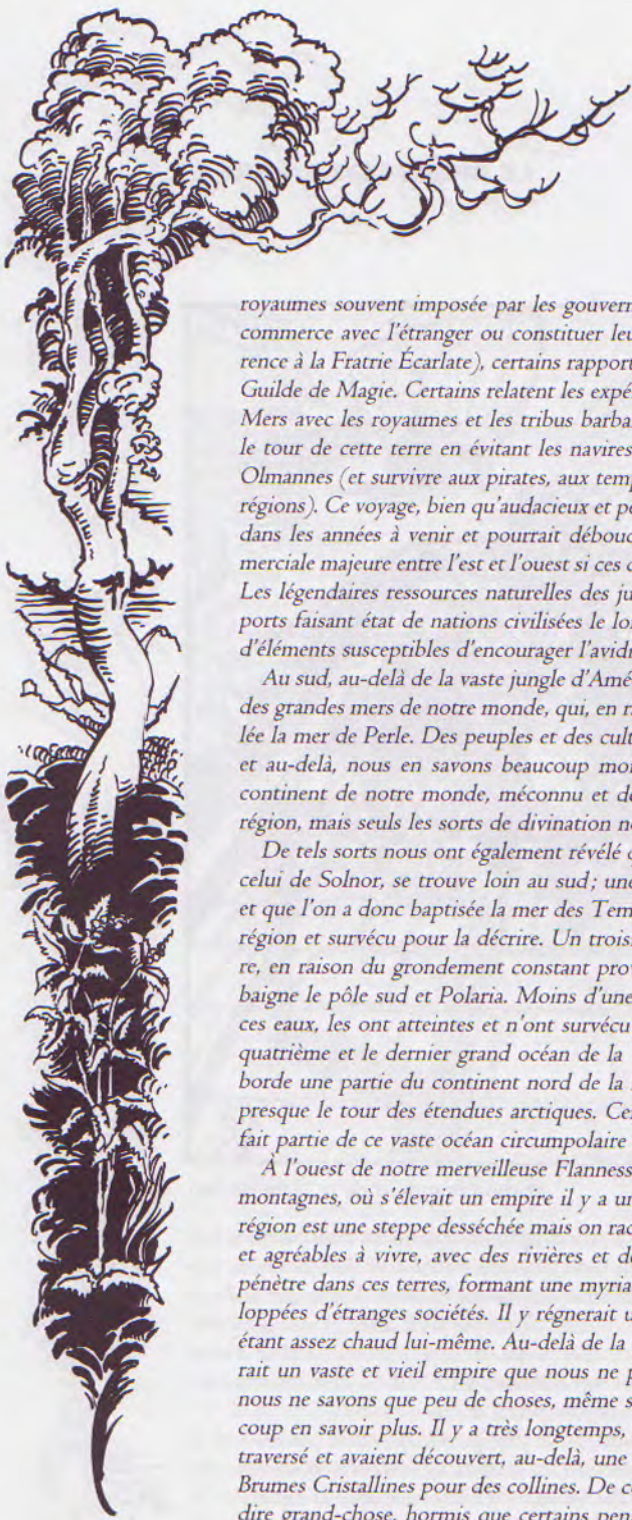 royaumes souvent imposée par les gouvern
commerce avec l'étranger ou constituer leu
rence à la Fratrie Écarlate), certains rapport
Guilde de Magie. Certains relatent les expé
Mers avec les royaumes et les tribus barba
le tour de cette terre en évitant les navires
Olmannes (et survivre aux pirates, aux temp
régions). Ce voyage, bien qu'audacieux et pé
dans les années à venir et pourrait débouc
merciale majeure entre l'est et l'ouest si ces c
Les légendaires ressources naturelles des ju
ports faisant état de nations civilisées le lon
d'éléments susceptibles d'encourager l'avidi
Au sud, au-delà de la vaste jungle d'Amé
des grandes mers de notre monde, qui, en r
lée la mer de Perle. Des peuples et des cult
et au-delà, nous en savons beaucoup moi
continent de notre monde, méconnu et de
région, mais seuls les sorts de divination no
De tels sorts nous ont également révélé c
celui de Solnor, se trouve loin au sud; une
et que l'on a donc baptisée la mer des Tem
région et survécu pour la décrire. Un trois
re, en raison du grondement constant prov
baigne le pôle sud et Polaria. Moins d'une
ces eaux, les ont atteintes et n'ont survécu
quatrième et le dernier grand océan de la
borde une partie du continent nord de la
presque le tour des étendues arctiques. Ce
fait partie de ce vaste océan circumpolaire
À l'ouest de notre merveilleuse Flanness
montagnes, où s'élevait un empire il y a un
région est une steppe desséchée mais on rac
et agréables à vivre, avec des rivières et de
pénètre dans ces terres, formant une myria
loppées d'étranges sociétés. Il y régnerait u
étant assez chaud lui-même. Au-delà de la
rait un vaste et vieil empire que nous ne p
nous ne savons que peu de choses, même s
coup en savoir plus. Il y a très longtemps,
traversé et avaient découvert, au-delà, une
Brumes Cristallines pour des collines. De c
dire grand-chose, hormis que certains pen